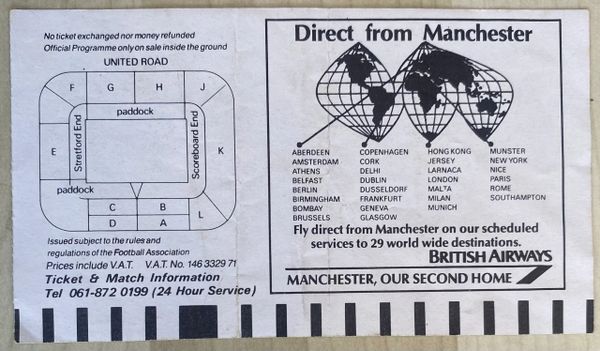 No ticket exchanged nor money refunded
Official Programme only on sale inside the ground
UNITED ROAD
F G H J
paddock
Stretford End
Scoreboard End
E
K
paddock
C B
D A
L
Issued subject to the rules and
regulations of the Football Association
Prices include V.A.T. V.A.T. No. 146 3329 71
Ticket & Match Information
Tel 061-872 0199 (24 Hour Service)
Direct from Manchester
ABERDEEN COPENHAGEN HONG KONG MUNSTER
AMSTERDAM CORK JERSEY NEW YORK
ATHENS DELHI LARNACA NICE
BELFAST DUBLIN LONDON PARIS
BERLIN DUSSELDORF MALTA ROME
BIRMINGHAM FRANKFURT MILAN SOUTHAMPTON
BOMBAY GENEVA MUNICH
BRUSSELS GLASGOW
Fly direct from Manchester on our scheduled
services to 29 world wide destinations.
BRITISH AIRWAYS
MANCHESTER, OUR SECOND HOME